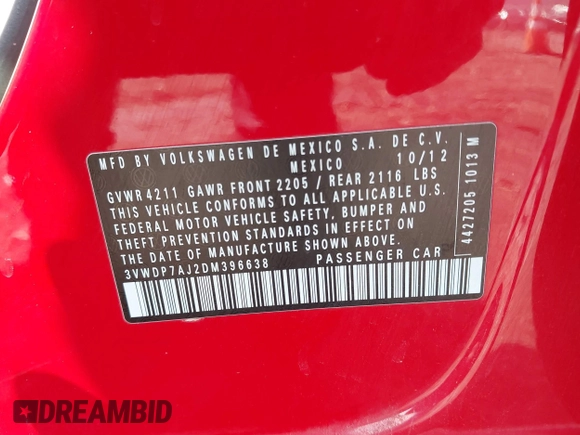 MFD BY VOLKSWAGEN DE MEXICO S.A. DE C.V.
MEXICO 10/12
GVWR 4211 GAWR FRONT 2205 / REAR 2116 LBS
THIS VEHICLE CONFORMS TO ALL APPLICABLE U.S.
FEDERAL MOTOR VEHICLE SAFETY, BUMPER AND
THEFT PREVENTION STANDARDS IN EFFECT ON
THE DATE OF MANUFACTURE SHOWN ABOVE.
3VWDP7AJ2DM396638 PASSENGER CAR
4427205 1013 M
DREAMBID